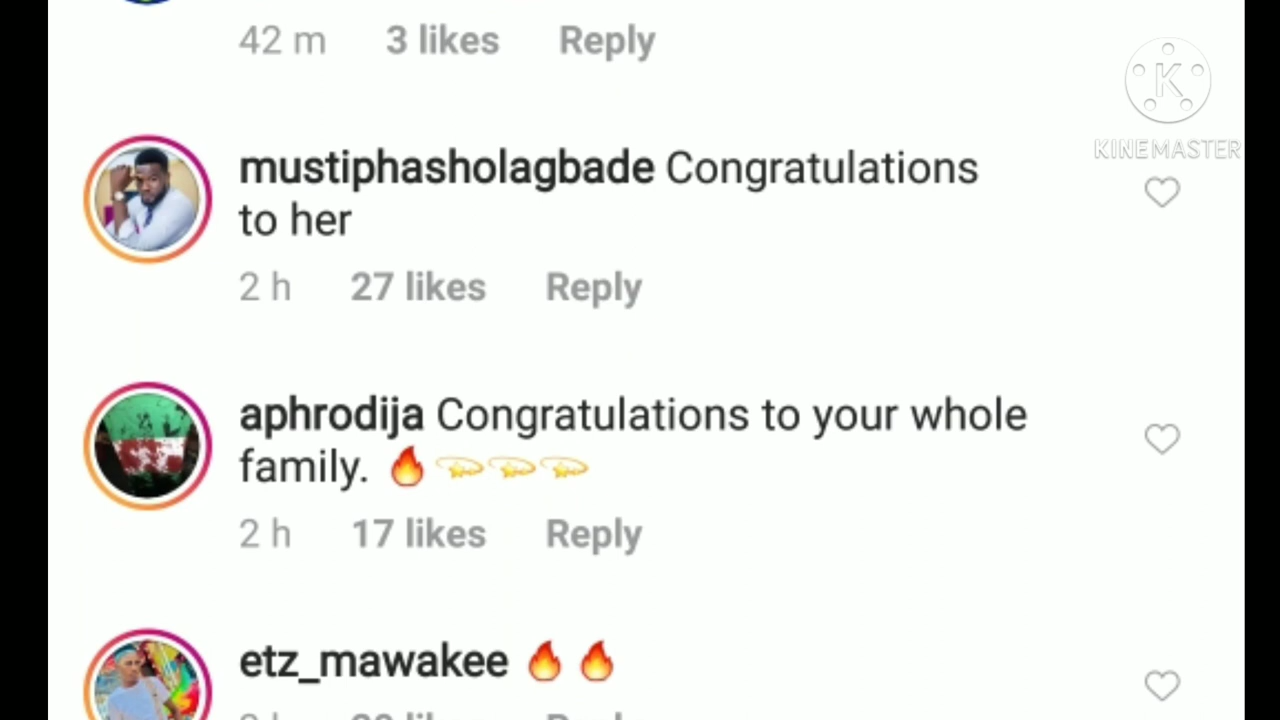 42 m 3 likes Reply
KINEMASTER
mustiphasholagbade Congratulations
to her
2 h 27 likes Reply
aphrodija Congratulations to your whole
family. 🔥💫💫💫
2 h 17 likes Reply
etz_mawakee 🔥🔥